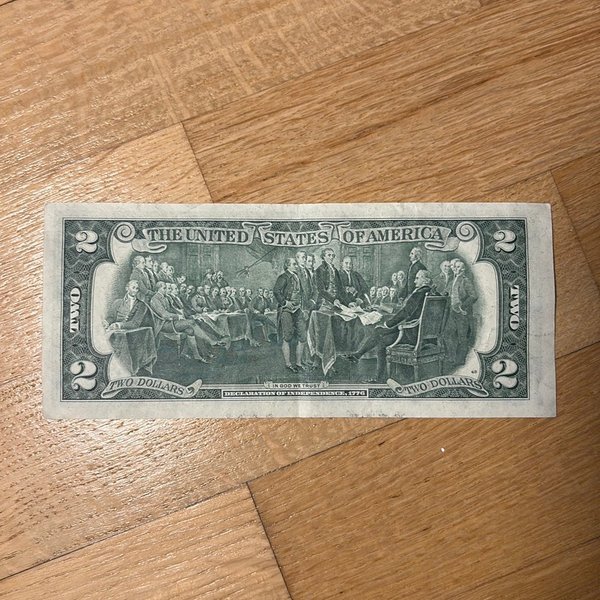 THE UNITED STATES OF AMERICA
2
2
TWO
TWO
2
2
TWO DOLLARS
IN GOD WE TRUST
TWO DOLLARS
DECLARATION OF INDEPENDENCE, 1776